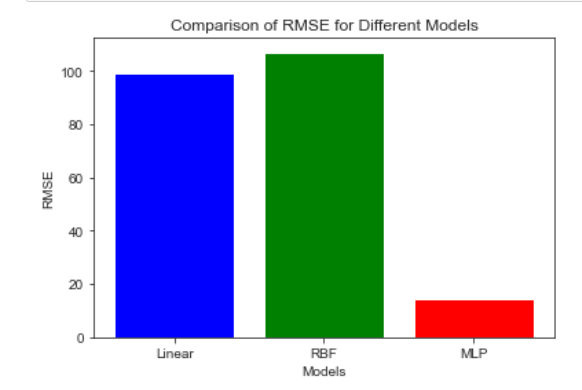 Comparison of RMSE for Different Models
RMSE
100
80
60
40
20
0
Linear RBF MLP
Models